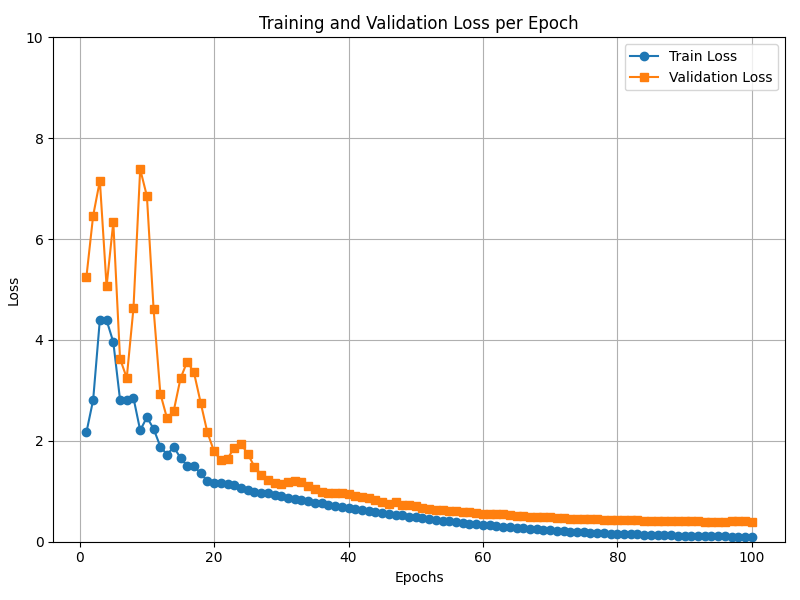 Training and Validation Loss per Epoch
Train Loss
Validation Loss
Loss
10
8
6
4
2
0
0 20 40 60 80 100
Epochs